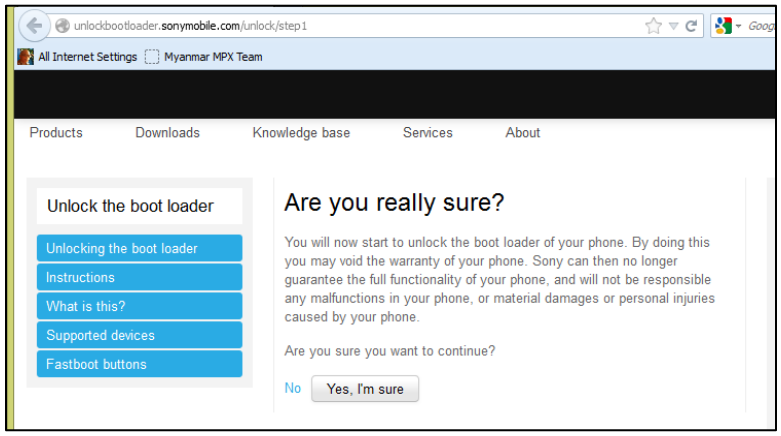 unlockbootloader.sonymobile.com/unlock/step1
All Internet Settings Myanmar MPX Team
Products Downloads Knowledge base Services About
Unlock the boot loader
Unlocking the boot loader
Instructions
What is this?
Supported devices
Fastboot buttons
Are you really sure?
You will now start to unlock the boot loader of your phone. By doing this
you may void the warranty of your phone. Sony can then no longer
guarantee the full functionality of your phone, and will not be responsible
any malfunctions in your phone, or material damages or personal injuries
caused by your phone.
Are you sure you want to continue?
No Yes, I'm sure